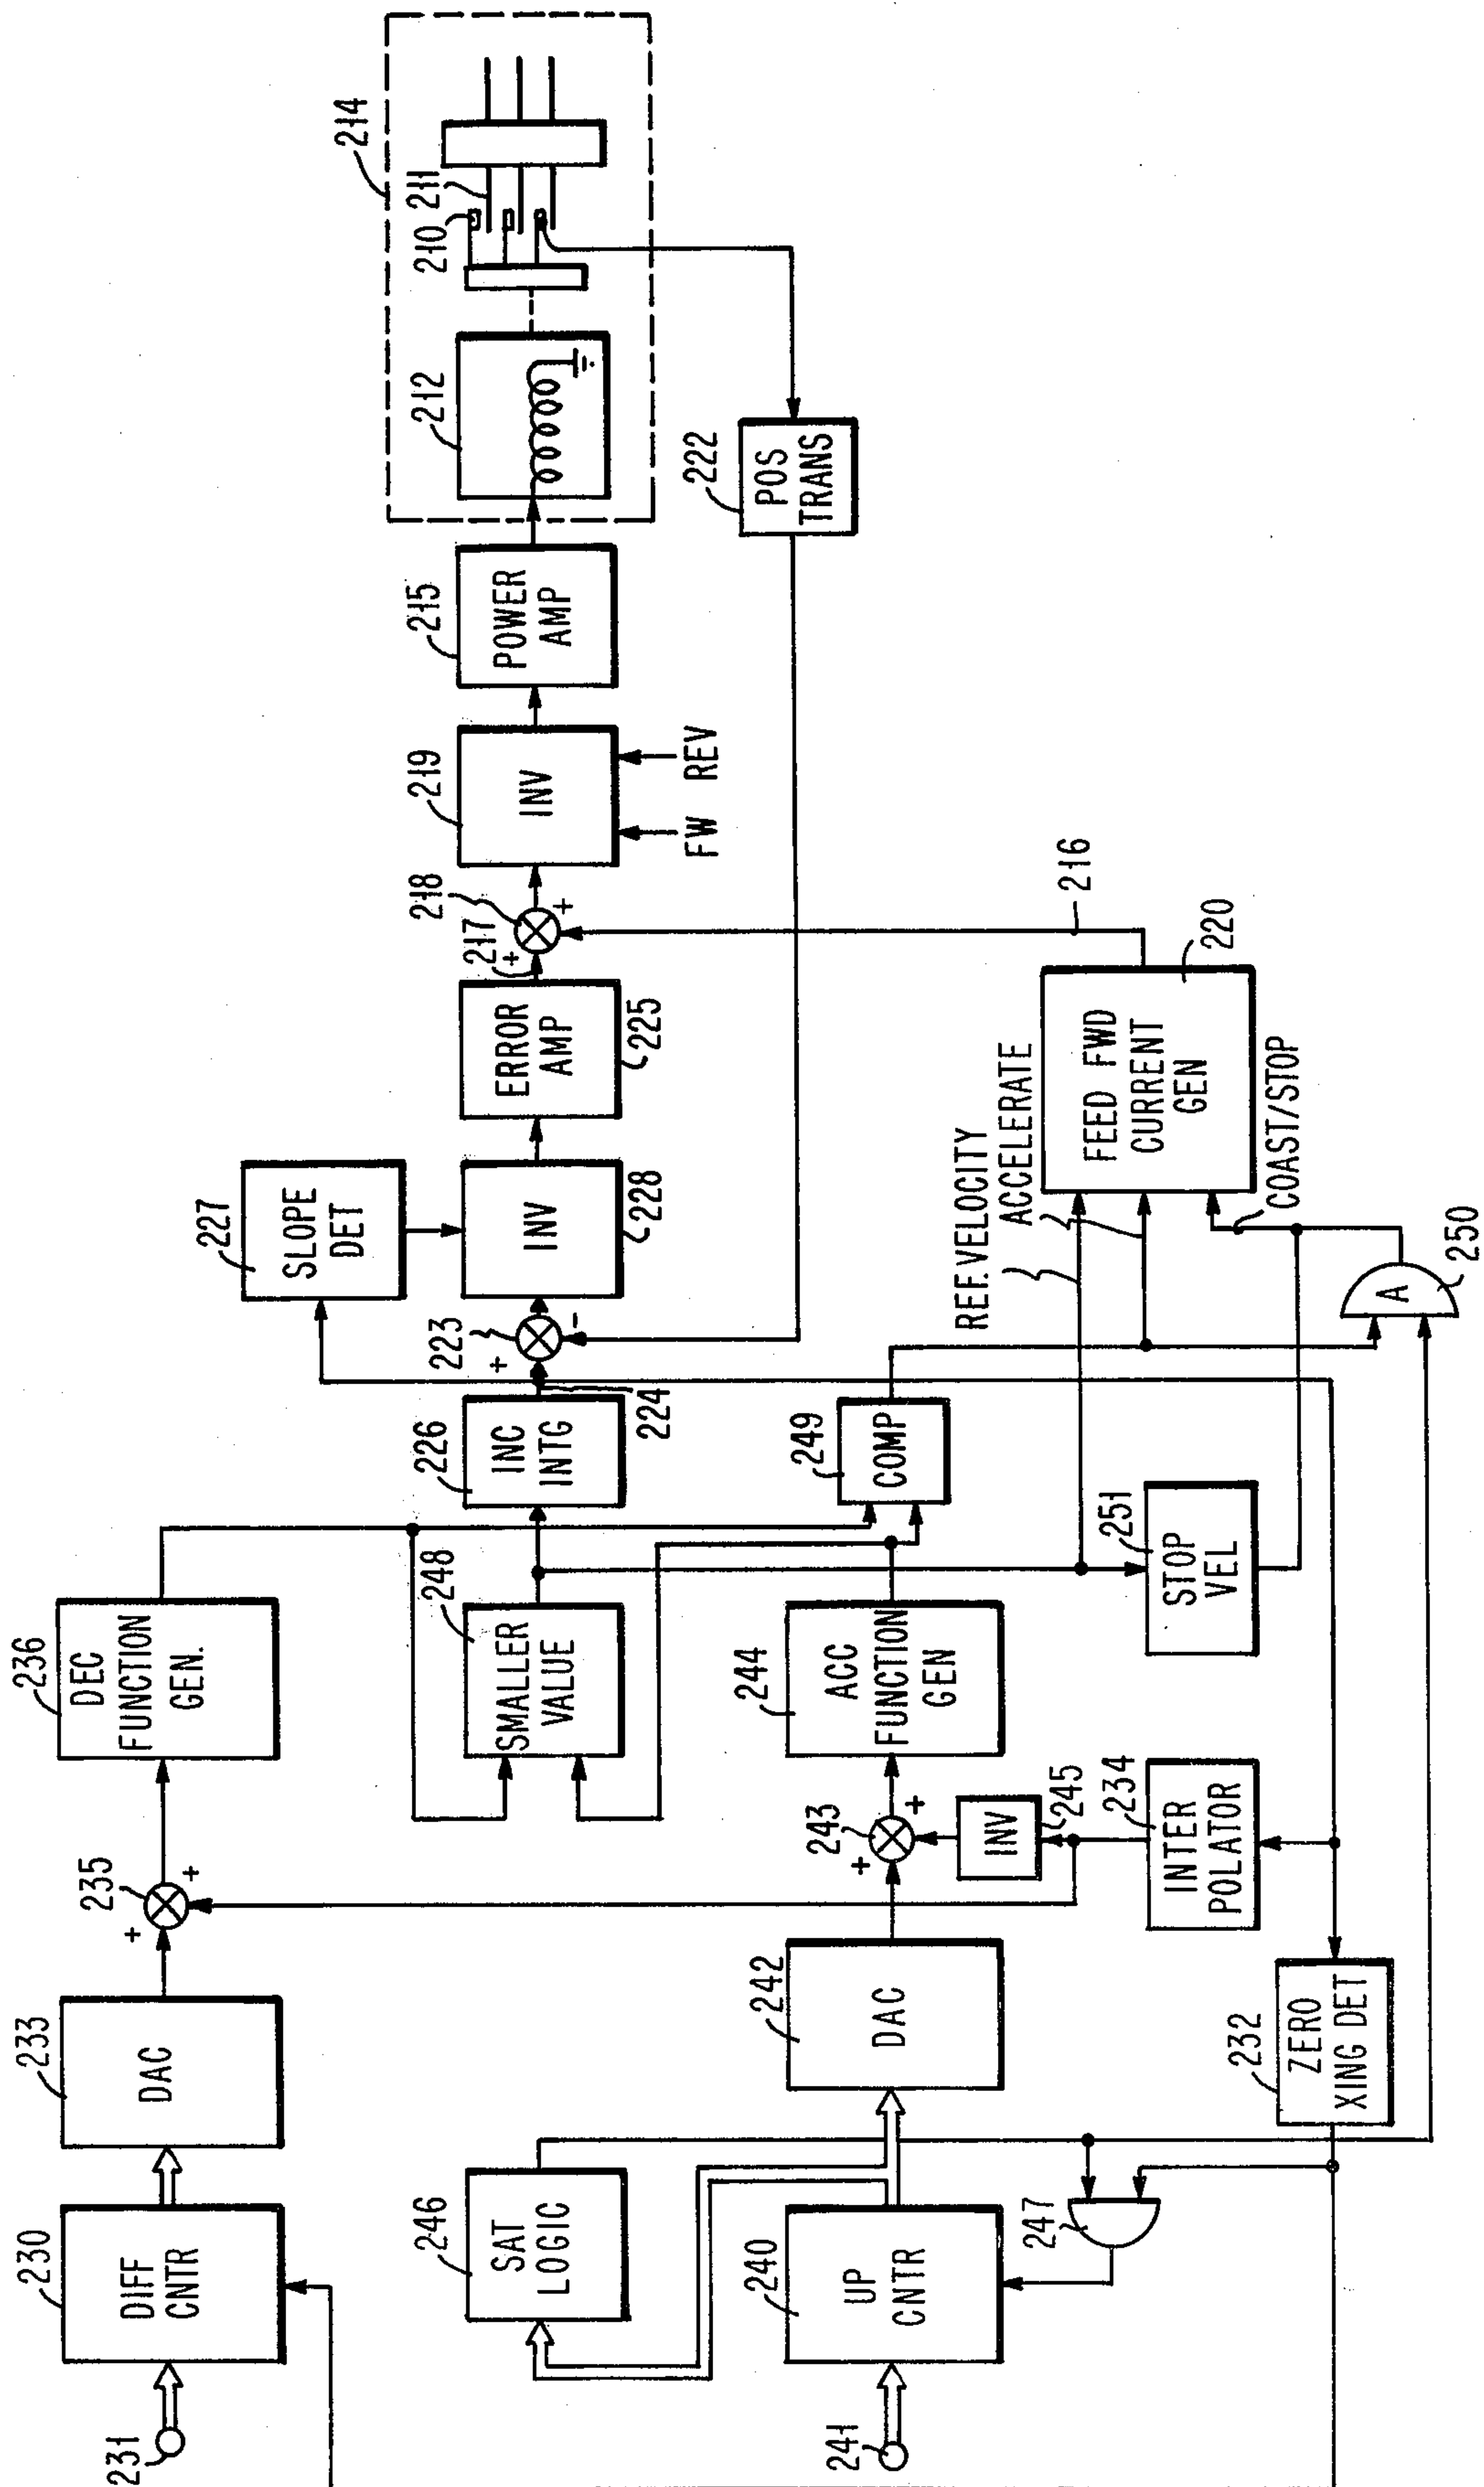 231
230
DIFF
CNTR
233
DAC
235
+
+
236
DEC
FUNCTION
GEN.
246
SAT
LOGIC
248
SMALLER
VALUE
226
INC
INTG
224
223
+
-
227
SLOPE
DET
INV
228
ERROR
AMP
225
217
+
218
+
219
INV
FW
REV
215
POWER
AMP
212
210
211
214
222
POS
TRANS
241
240
UP
CNTR
242
DAC
243
+
+
244
ACC
FUNCTION
GEN
249
COMP
INV
245
247
232
ZERO
XING DET
234
INTER
POLATOR
251
STOP
VEL
REF. VELOCITY
ACCELERATE
FEED FWD
CURRENT
GEN
220
216
COAST/STOP
A
250